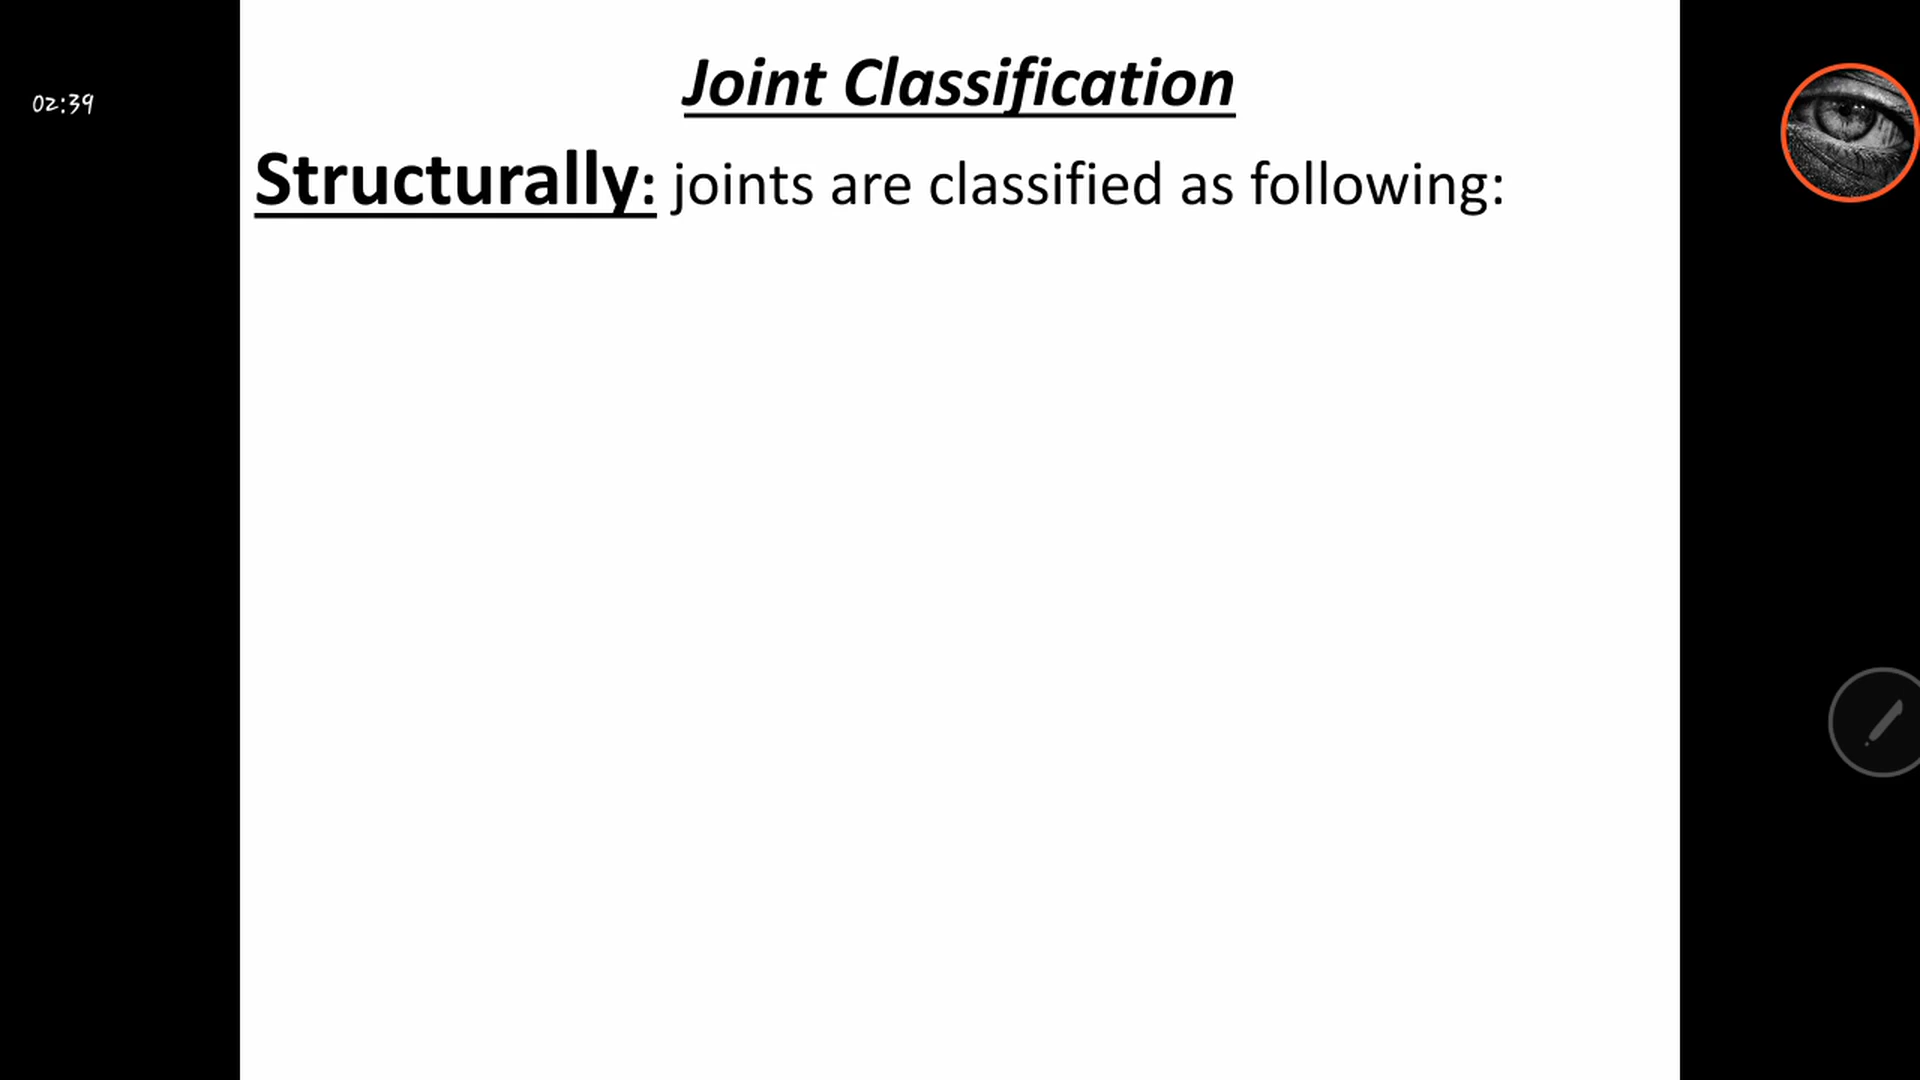 Joint Classification
02:39
Structurally: joints are classified as following: